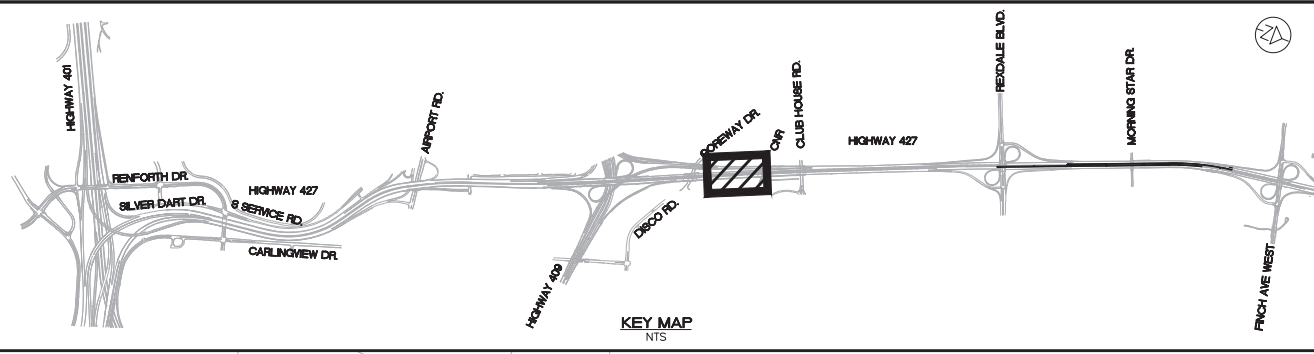 HIGHWAY 401
RENFORTH DR.
SILVER DART DR.
HIGHWAY 427
S SERVICE RD.
CARLINGVIEW DR.
AIRPORT RD.
HIGHWAY 409
DISCO RD.
GOREWAY DR.
CNR
CLUB HOUSE RD.
HIGHWAY 427
REXDALE BLVD.
MORNING STAR DR.
FINCH AVE WEST
KEY MAP
NTS